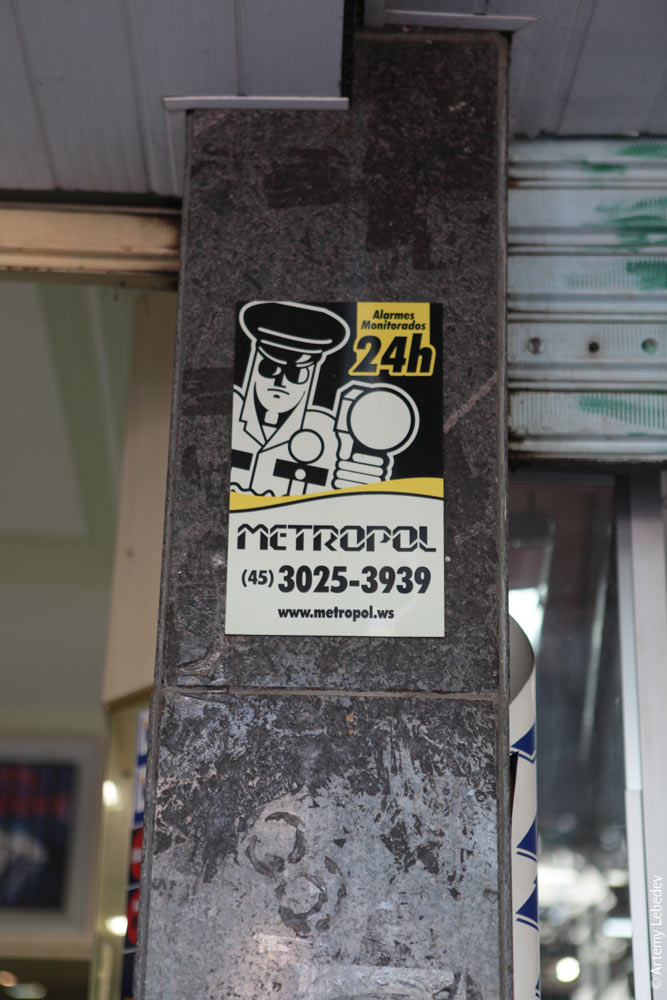 Alarmes
Monitorados
24h
METROPOL
(45) 3025-3939
www.metropol.ws
© Artemy Lebedev